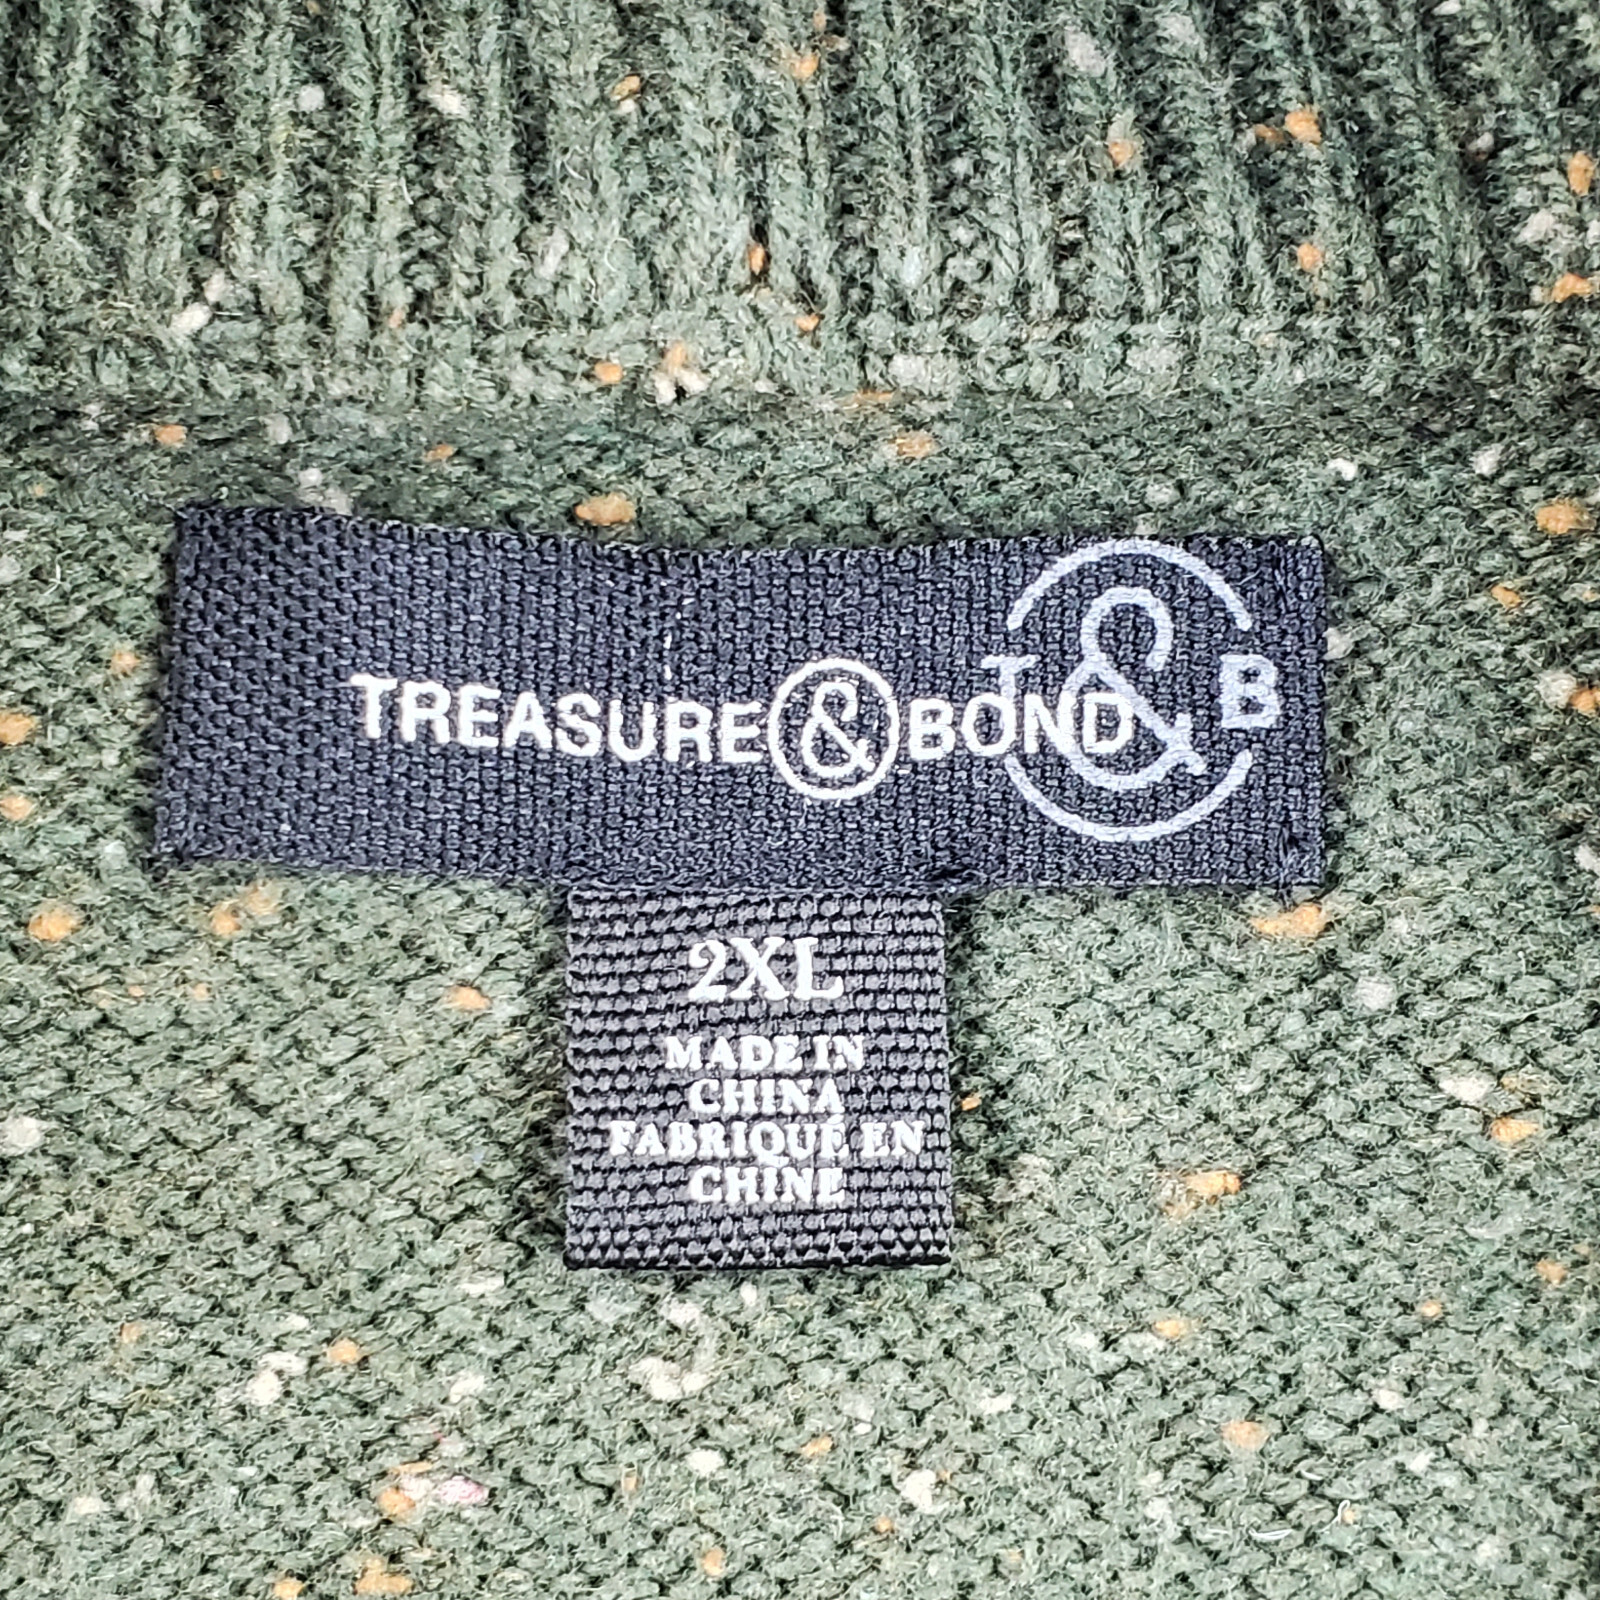 TREASURE & BOND
T & B
2XL
MADE IN
CHINA
FABRIQUÉ EN
CHINE